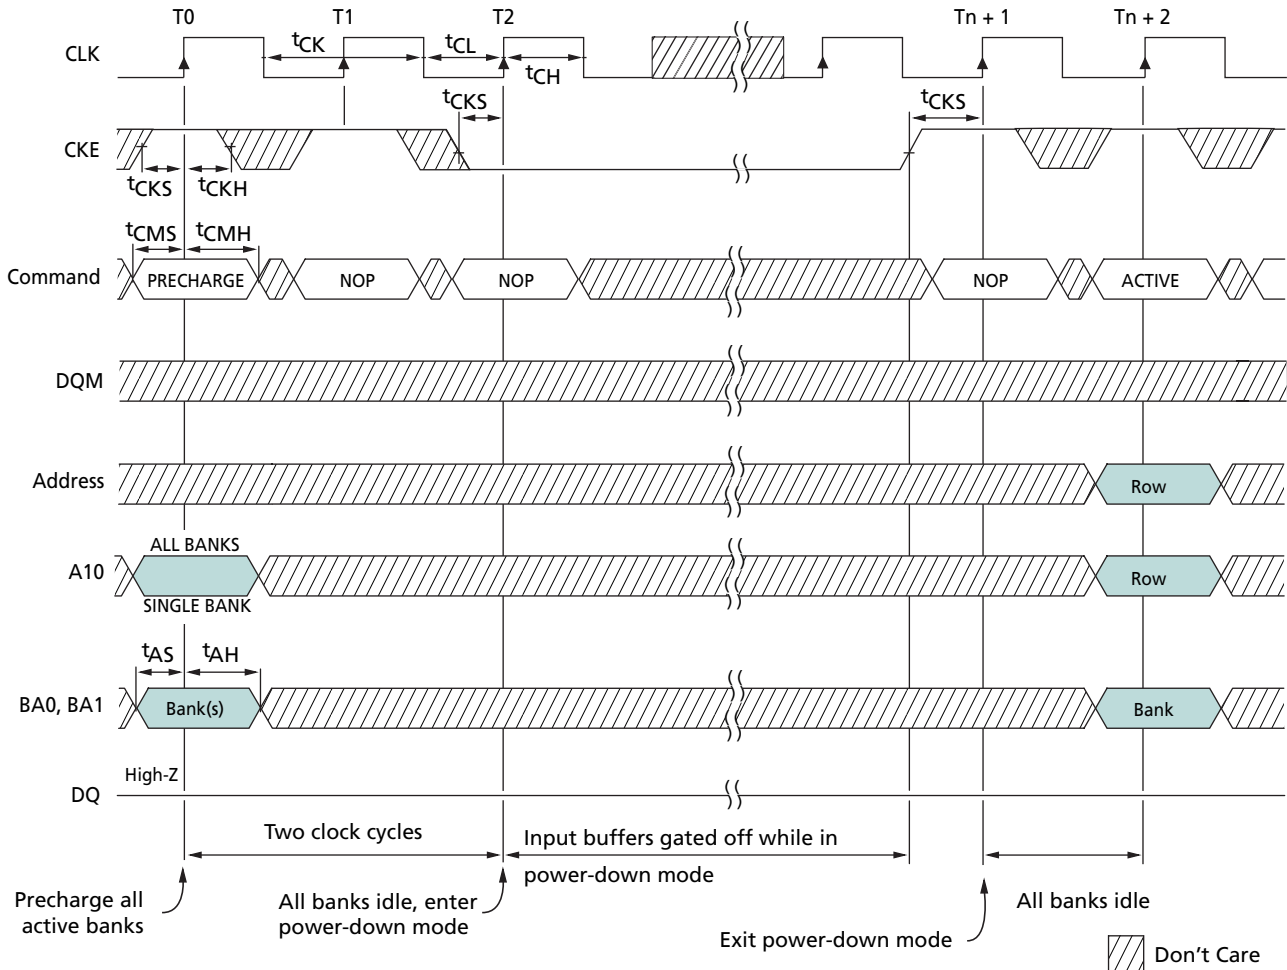 T0 T1 T2 Tn + 1 Tn + 2
CLK
tCK tCL
tCH
tCKS tCKS
CKE
tCKS tCKH
tCMS tCMH
Command PRECHARGE NOP NOP NOP ACTIVE
DQM
Address Row
ALL BANKS
A10 Row
SINGLE BANK
tAS tAH
BA0, BA1 Bank(s) Bank
High-Z
DQ
Two clock cycles
Input buffers gated off while in
power-down mode
Precharge all
active banks
All banks idle, enter
power-down mode
Exit power-down mode
All banks idle
Don't Care